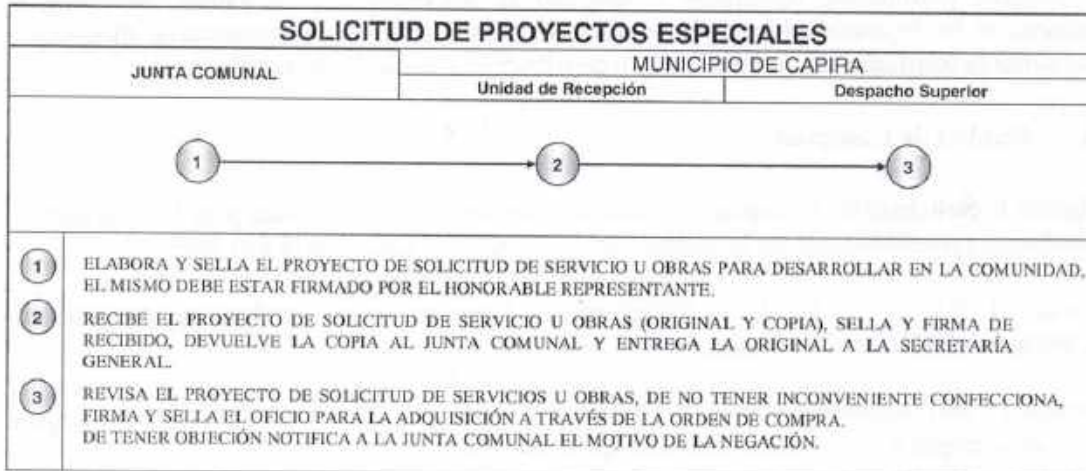 SOLICITUD DE PROYECTOS ESPECIALES
JUNTA COMUNAL
MUNICIPIO DE CAPIRA
Unidad de Recepción
Despacho Superior
1
2
3
1 ELABORA Y SELLA EL PROYECTO DE SOLICITUD DE SERVICIO U OBRAS PARA DESARROLLAR EN LA COMUNIDAD,
EL MISMO DEBE ESTAR FIRMADO POR EL HONORABLE REPRESENTANTE.
2 RECIBE EL PROYECTO DE SOLICITUD DE SERVICIO U OBRAS (ORIGINAL Y COPIA), SELLA Y FIRMA DE
RECIBIDO, DEVUELVE LA COPIA AL JUNTA COMUNAL Y ENTREGA LA ORIGINAL A LA SECRETARÍA
GENERAL.
3 REVISA EL PROYECTO DE SOLICITUD DE SERVICIOS U OBRAS, DE NO TENER INCONVENIENTE CONFECCIONA,
FIRMA Y SELLA EL OFICIO PARA LA ADQUISICIÓN A TRAVÉS DE LA ORDEN DE COMPRA.
DE TENER OBJECIÓN NOTIFICA A LA JUNTA COMUNAL EL MOTIVO DE LA NEGACIÓN.